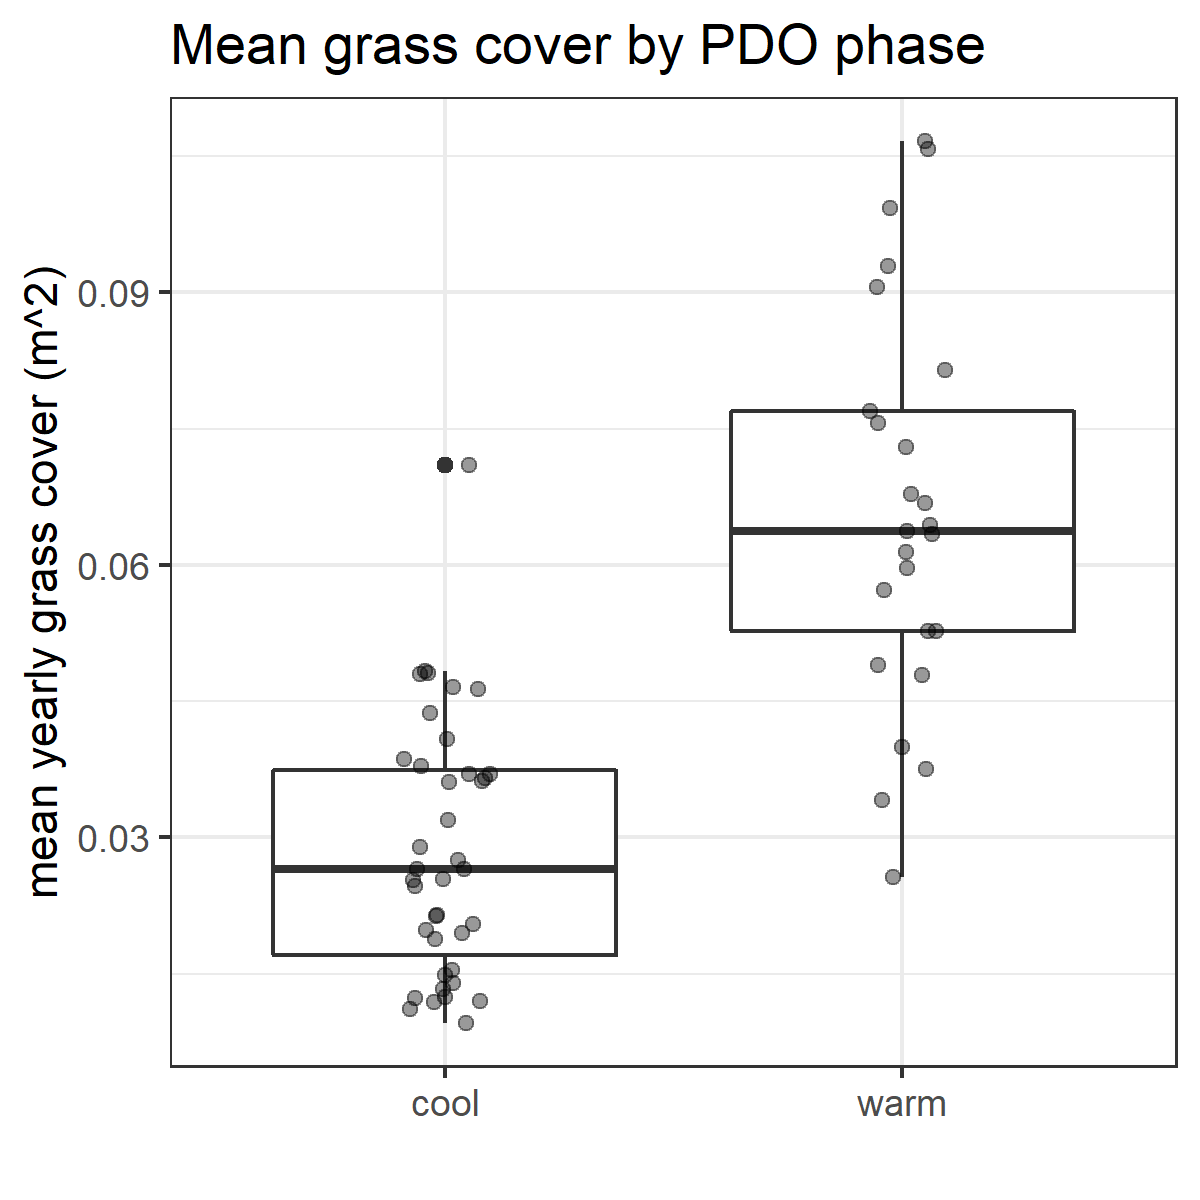 Mean grass cover by PDO phase
mean yearly grass cover (m^2)
0.09
0.06
0.03
cool
warm